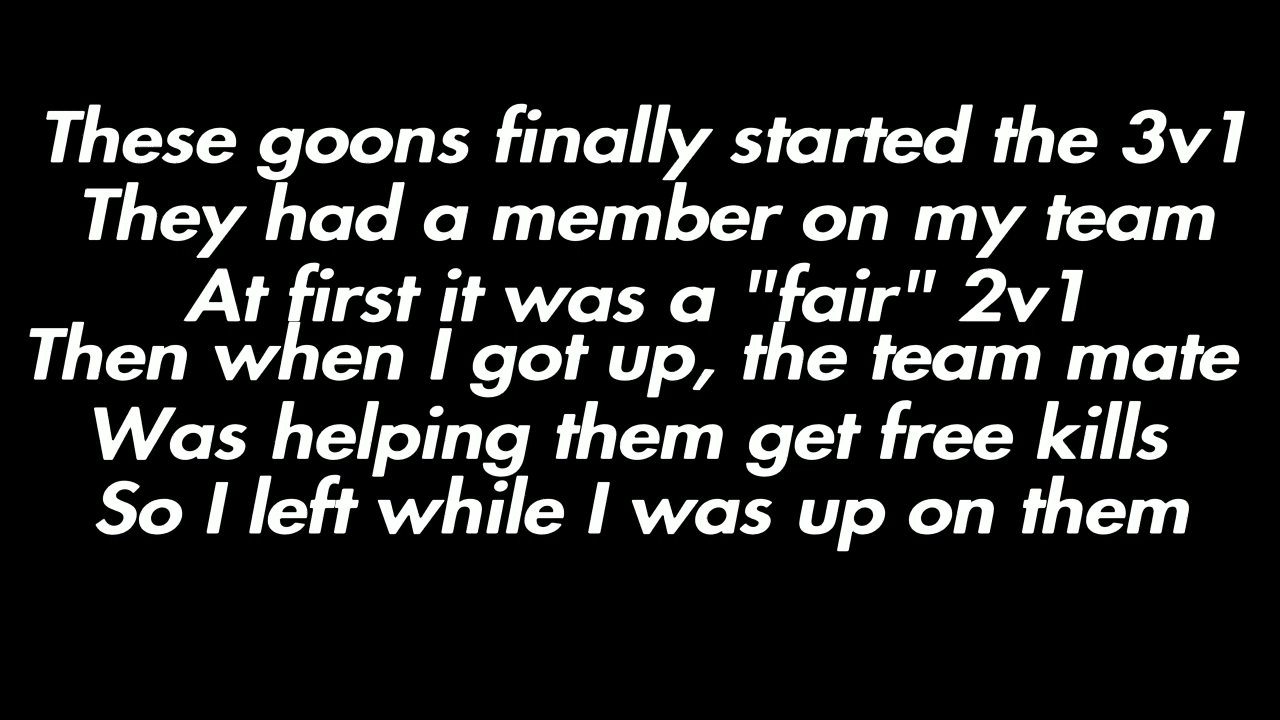 These goons finally started the 3v1
They had a member on my team
At first it was a "fair" 2v1
Then when I got up, the team mate
Was helping them get free kills
So I left while I was up on them